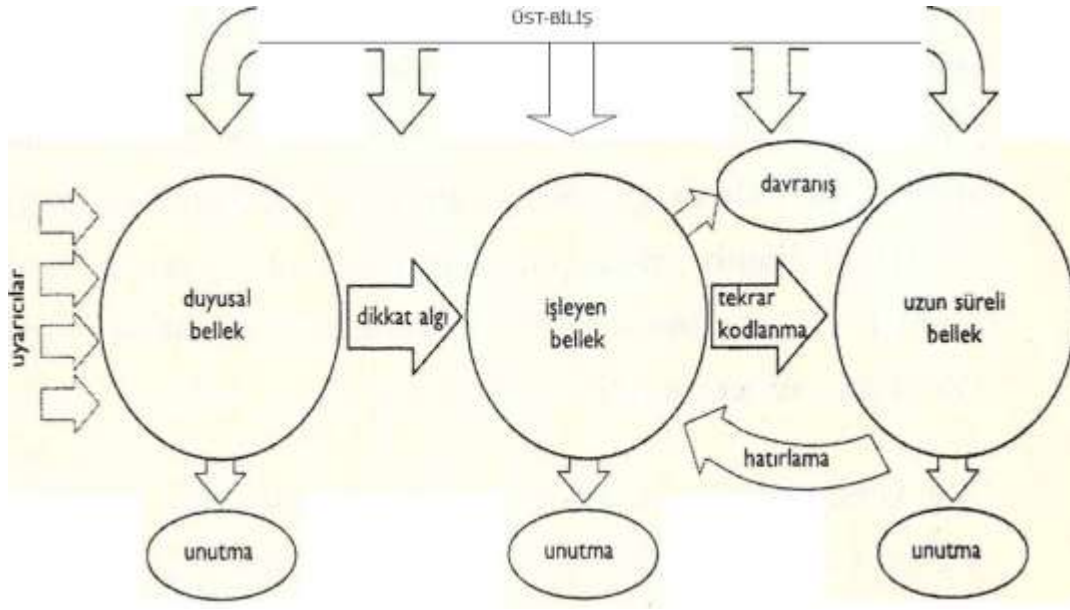 ÜST-BİLİŞ
davranış
uyarıcılar
duyusal
bellek
dikkat algı
işleyen
bellek
tekrar
kodlanma
uzun süreli
bellek
hatırlama
unutma
unutma
unutma